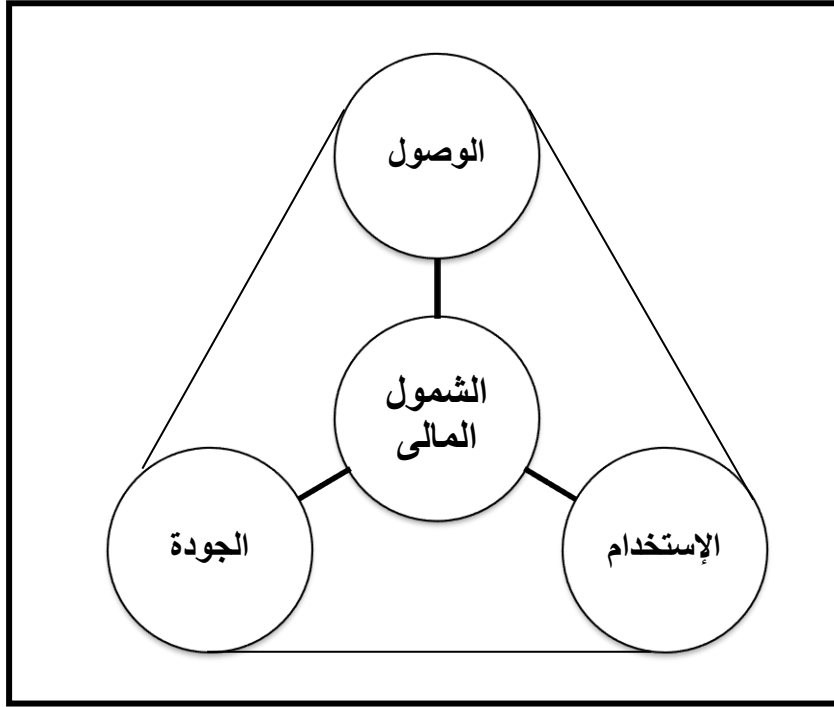 الوصول
الشمول
المالى
الجودة
الإستخدام